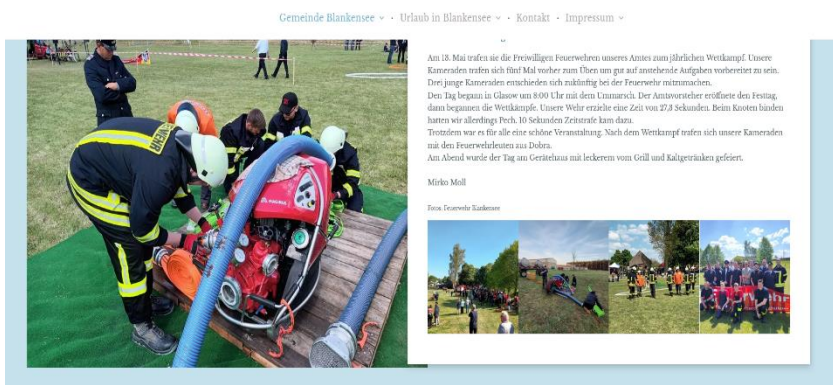 Gemeinde Blankensee
Urlaub in Blankensee
Kontakt
Impressum
Am 13. Mai trafen sie die Freiwilligen Feuerwehren unseres Amtes zum jährlichen Wettkampf. Unsere
Kameraden trafen sich fünf Mal vorher zum Üben um gut auf anstehende Aufgaben vorbereitet zu sein.
Drei junge Kameraden entschieden sich zukünftig bei der Feuerwehr mitzumachen.
Den Tag begann in Glasow um 8:00 Uhr mit dem Ummarsch. Der Amtsvorsteher eröffnete den Festtag,
dann begannen die Wettkämpfe. Unsere Wehr erzielte eine Zeit von 27,8 Sekunden. Beim Knoten binden
hatten wir allerdings Pech. 10 Sekunden Zeitstrafe kam dazu.
Trotzdem war es für alle eine schöne Veranstaltung. Nach dem Wettkampf trafen sich unsere Kameraden
mit den Feuerwehrleuten aus Dobra.
Am Abend wurde der Tag am Gerätehaus mit leckerem vom Grill und Kaltgetränken gefeiert.
Mirko Moll
Fotos: Feuerwehr Blankensee